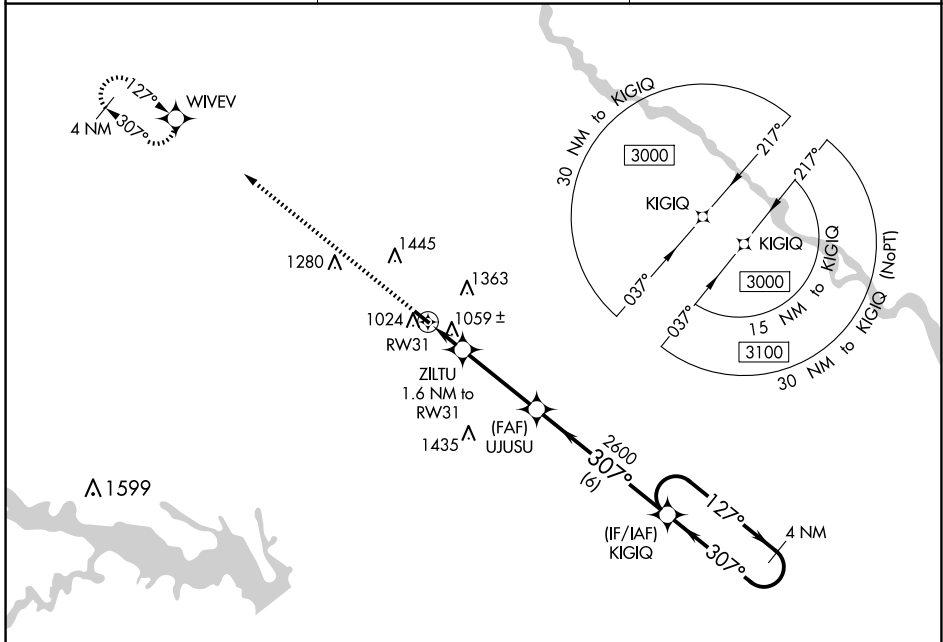 127°
WIVEV
4 NM
307°
30 NM to KIGIQ
3000
217°
KIGIQ
037°
217°
KIGIQ
3000
037°
15 NM to KIGIQ
3100
30 NM to KIGIQ (NoPT)
1445
1280
1363
1024
1059 ±
RW31
ZILTU
1.6 NM to
RW31
1435
(FAF)
UJUSU
2600
307°
(6)
1599
127°
4 NM
(IF/IAF)
KIGIQ
307°